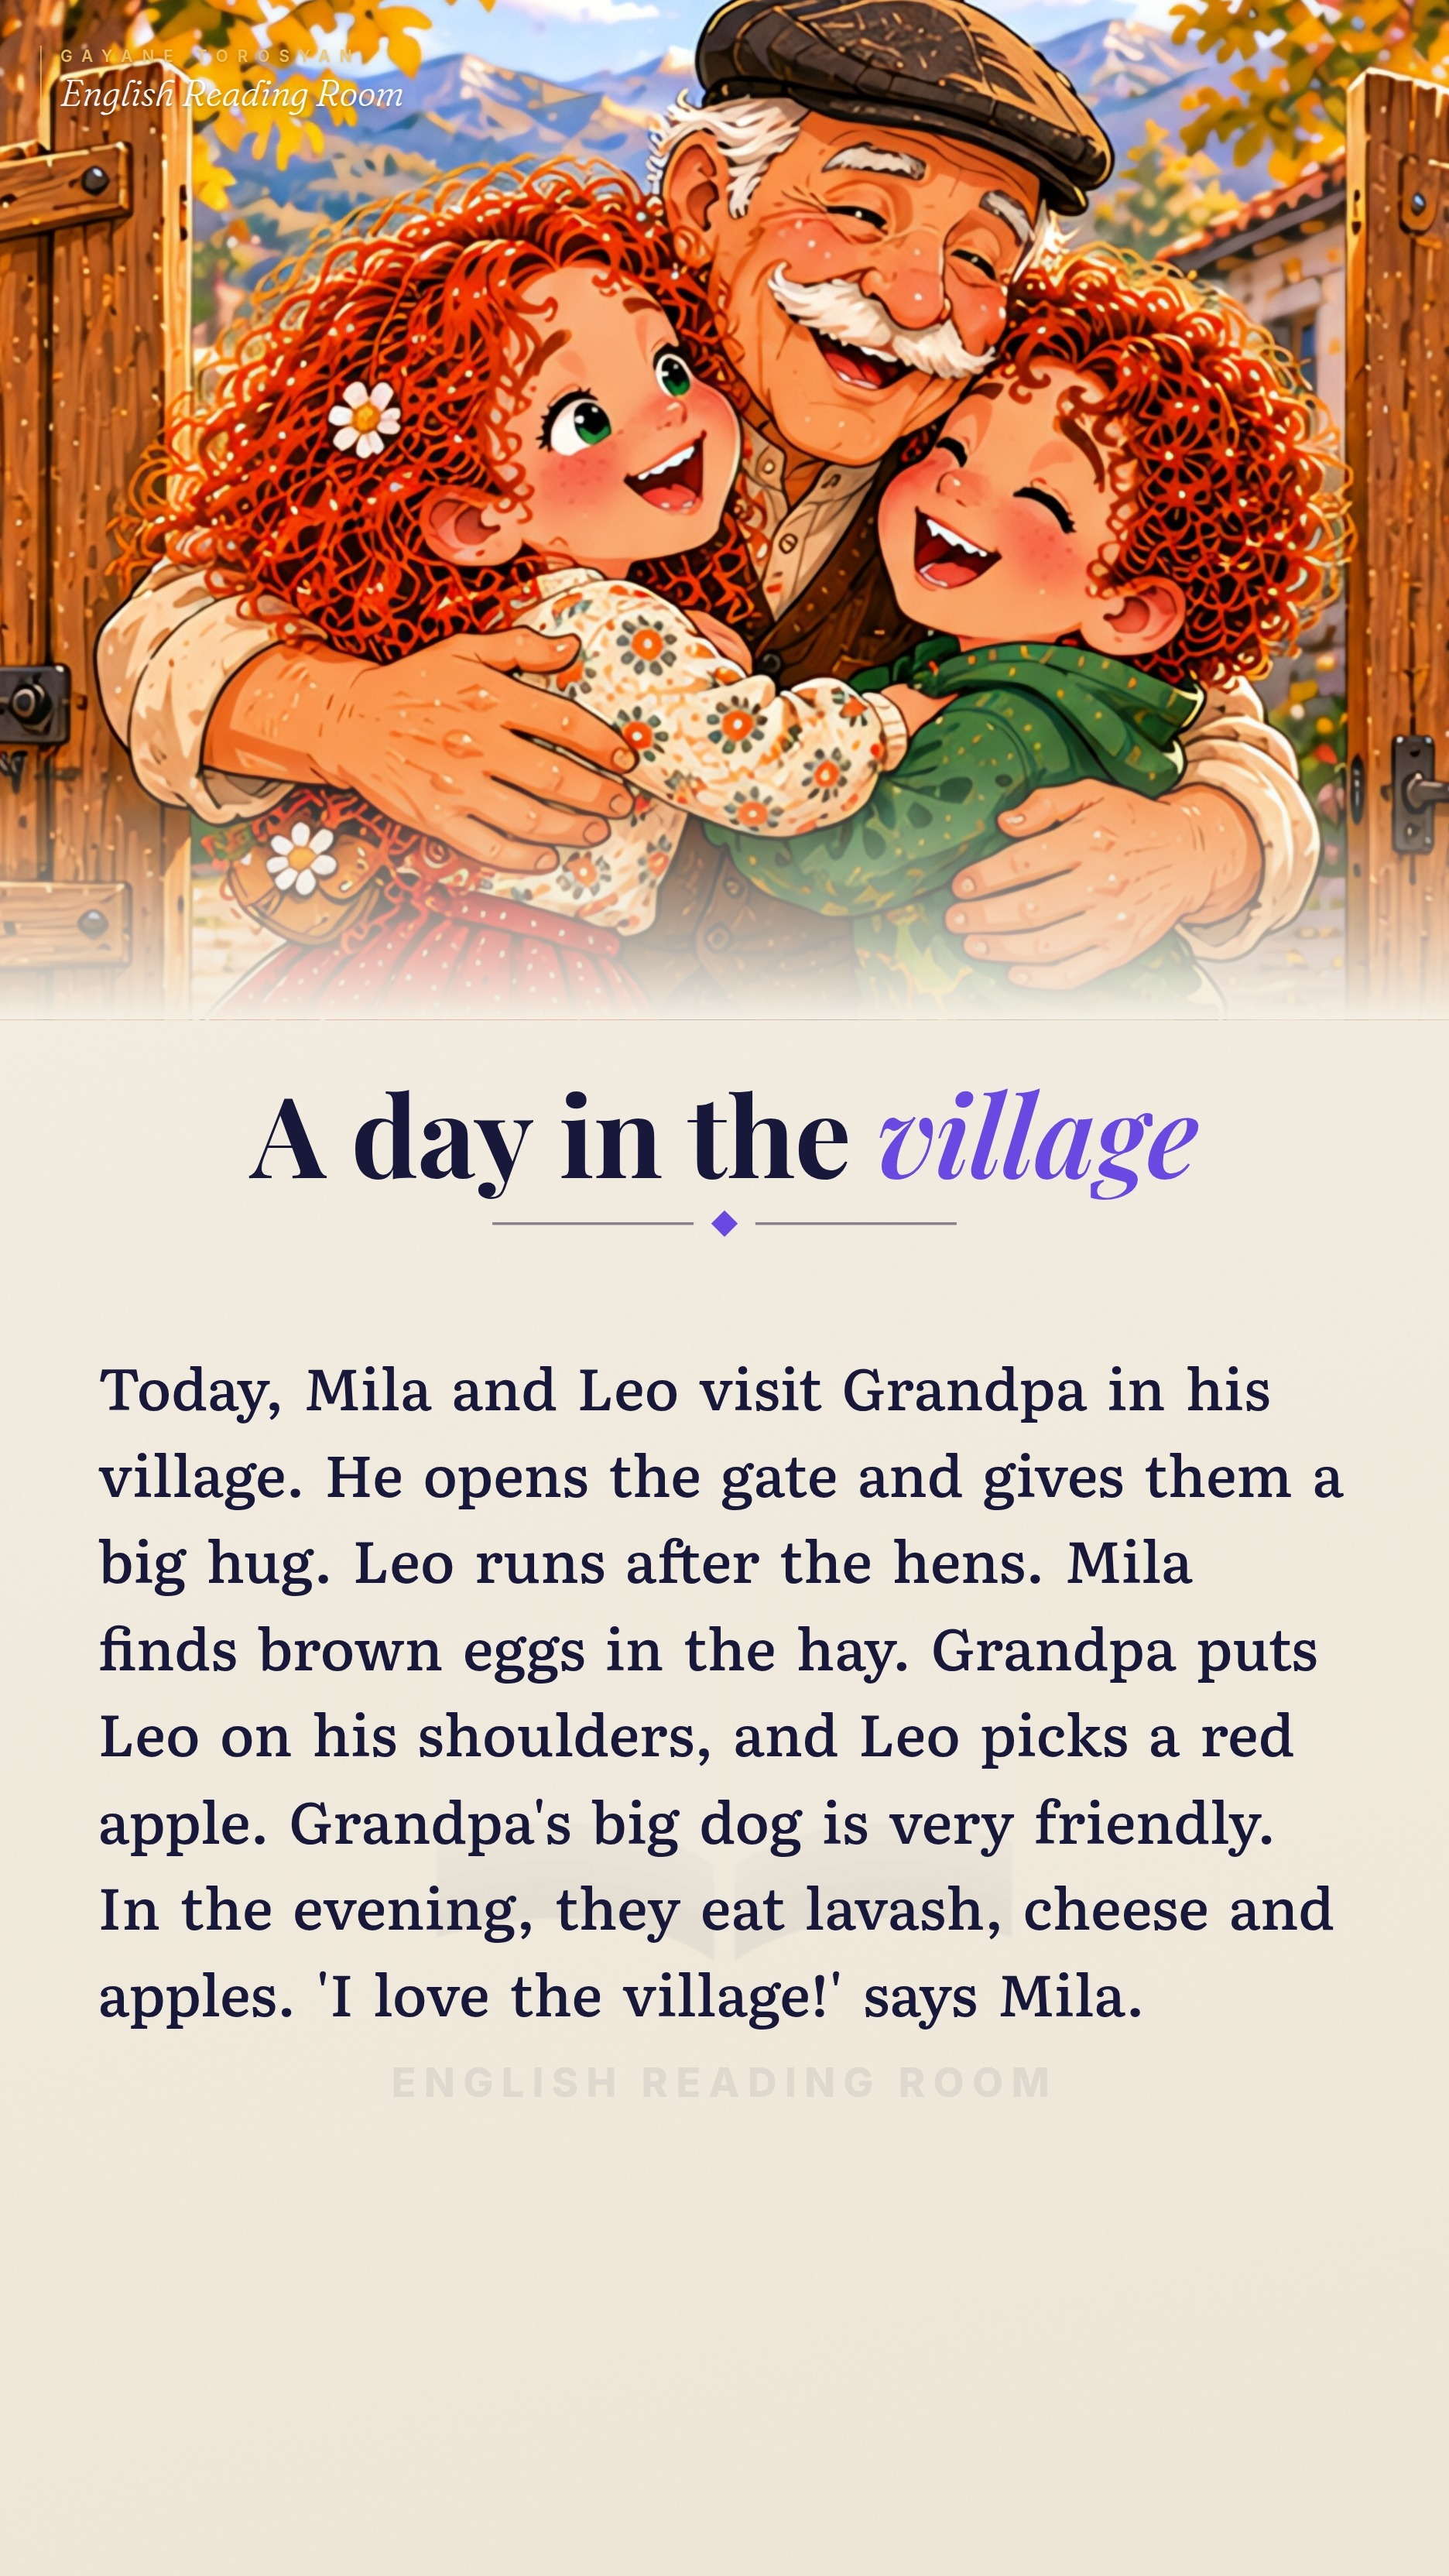 GAYANE TOROSYAN
English Reading Room
A day in the village
Today, Mila and Leo visit Grandpa in his
village. He opens the gate and gives them a
big hug. Leo runs after the hens. Mila
finds brown eggs in the hay. Grandpa puts
Leo on his shoulders, and Leo picks a red
apple. Grandpa's big dog is very friendly.
In the evening, they eat lavash, cheese and
apples. 'I love the village!' says Mila.
ENGLISH READING ROOM